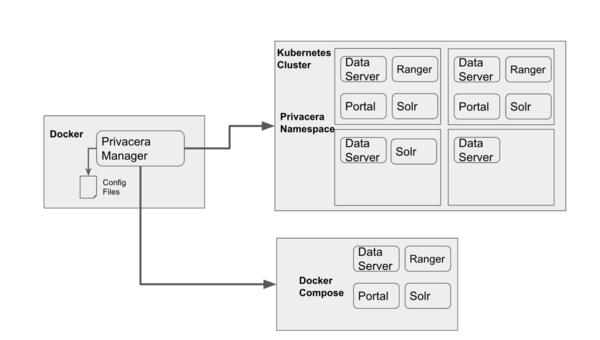 Docker
Privacera
Manager
Config
Files
Kubernetes
Cluster
Privacera
Namespace
Data
Server
Ranger
Portal
Solr
Data
Server
Ranger
Portal
Solr
Data
Server
Solr
Data
Server
Docker
Compose
Data
Server
Ranger
Portal
Solr